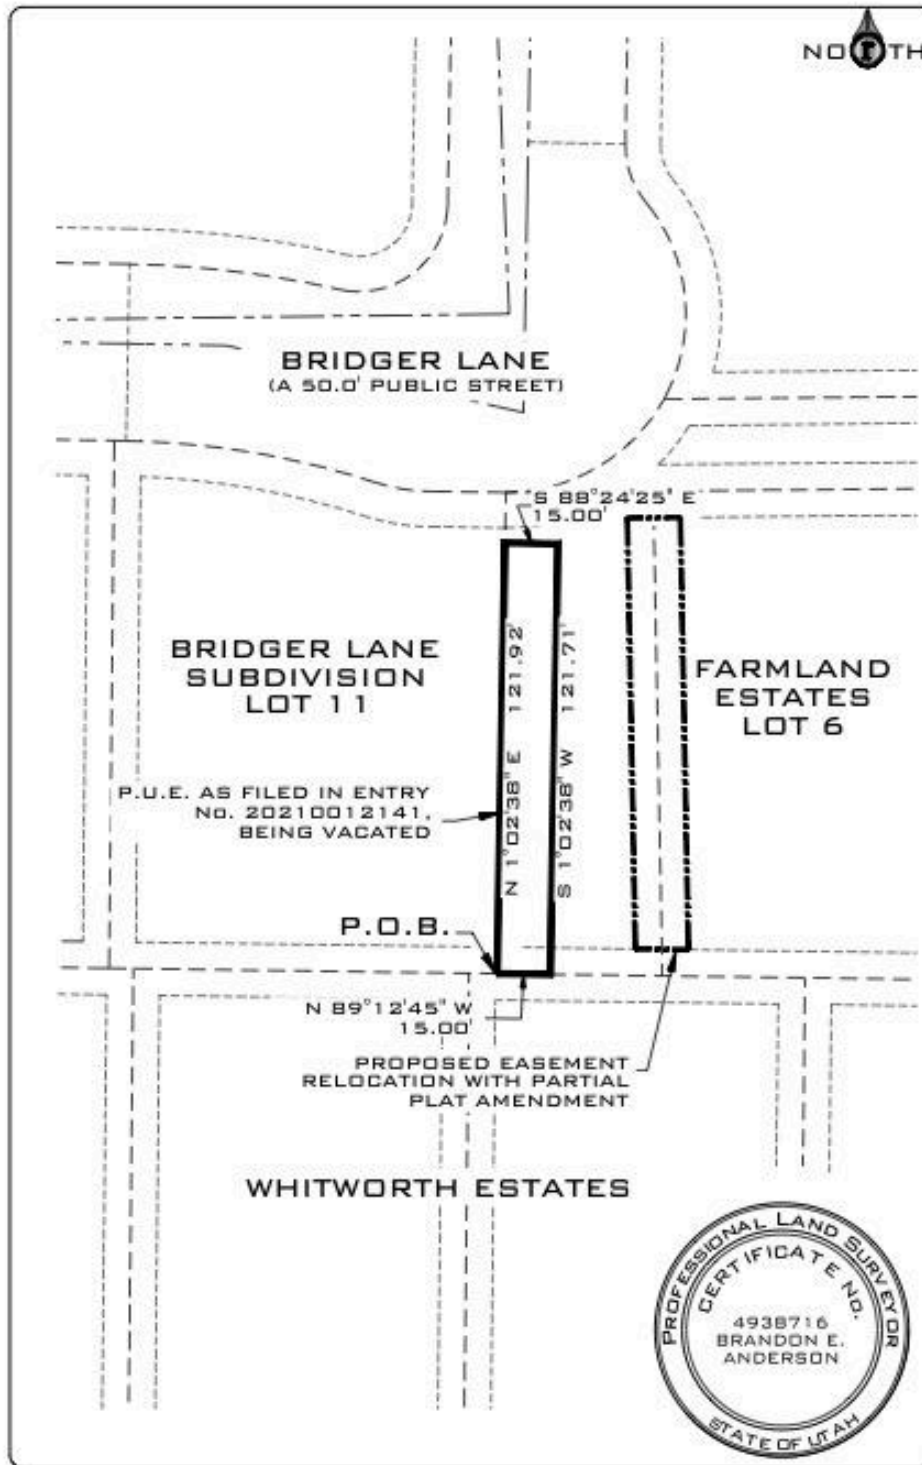 NORTH
BRIDGER LANE
(A 50.0' PUBLIC STREET)
S 88°24'25" E
15.00'
BRIDGER LANE
SUBDIVISION
LOT 11
N 1°02'38" E 121.92'
S 1°02'38" W 121.71'
FARMLAND
ESTATES
LOT 6
P.U.E. AS FILED IN ENTRY
No. 20210012141,
BEING VACATED
P.O.B.
N 89°12'45" W
15.00'
PROPOSED EASEMENT
RELOCATION WITH PARTIAL
PLAT AMENDMENT
WHITWORTH ESTATES
PROFESSIONAL LAND SURVEYOR
CERTIFICATE No.
4938716
BRANDON E.
ANDERSON
STATE OF UTAH